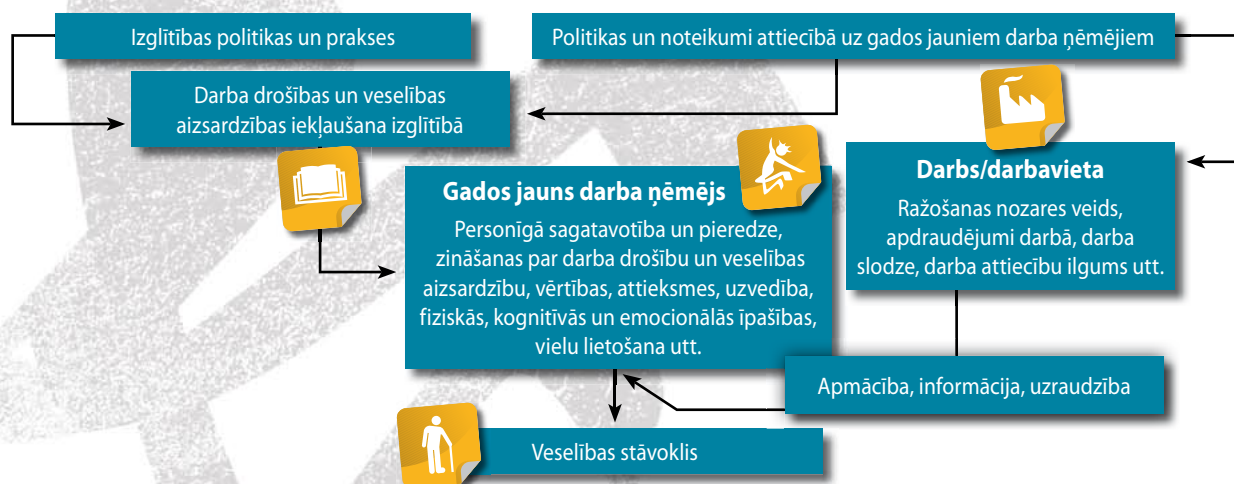 Izglītības politikas un prakses
Politikas un noteikumi attiecībā uz gados jauniem darba ņēmējiem
Darba drošības un veselības
aizsardzības iekļaušana izglītībā
Gados jauns darba ņēmējs
Personīgā sagatavotība un pieredze,
zināšanas par darba drošību un veselības
aizsardzību, vērtības, attieksmes, uzvedība,
fiziskās, kognitīvās un emocionālās īpašības,
vielu lietošana utt.
Darbs/darbavieta
Ražošanas nozares veids,
apdraudējumi darbā, darba
slodze, darba attiecību ilgums utt.
Apmācība, informācija, uzraudzība
Veselības stāvoklis